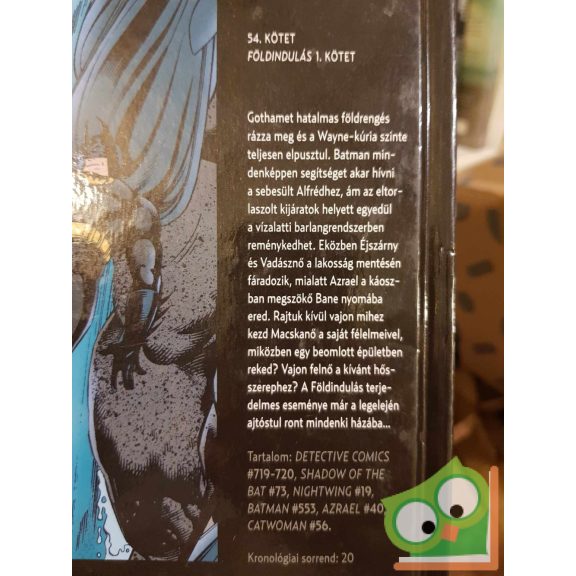 54. KÖTET
FÖLDINDULÁS 1. KÖTET
Gothamet hatalmas földrengés
rázza meg és a Wayne-kúria szinte
teljesen elpusztul. Batman min-
denképpen segítséget akar hívni
a sebesült Alfrédhez, ám az eltor-
laszolt kijáratok helyett egyedül
a vízalatti barlangrendszerben
reménykedhet. Eközben Éjszárny
és Vadásznő a lakosság mentésén
fáradozik, mialatt Azrael a káosz-
ban megszökő Bane nyomába
ered. Rajtuk kívül vajon mihez
kezd Macskanő a saját félelmeivel,
miközben egy beomlott épületben
reked? Vajon felnő a kívánt hős-
szerephez? A Földindulás terje-
delmes eseménye már a legelején
ajtóstul ront mindenki házába...
Tartalom: DETECTIVE COMICS
#719-720, SHADOW OF THE
BAT #73, NIGHTWING #19,
BATMAN #553, AZRAEL #40,
CATWOMAN #56.
Kronológiai sorrend: 20